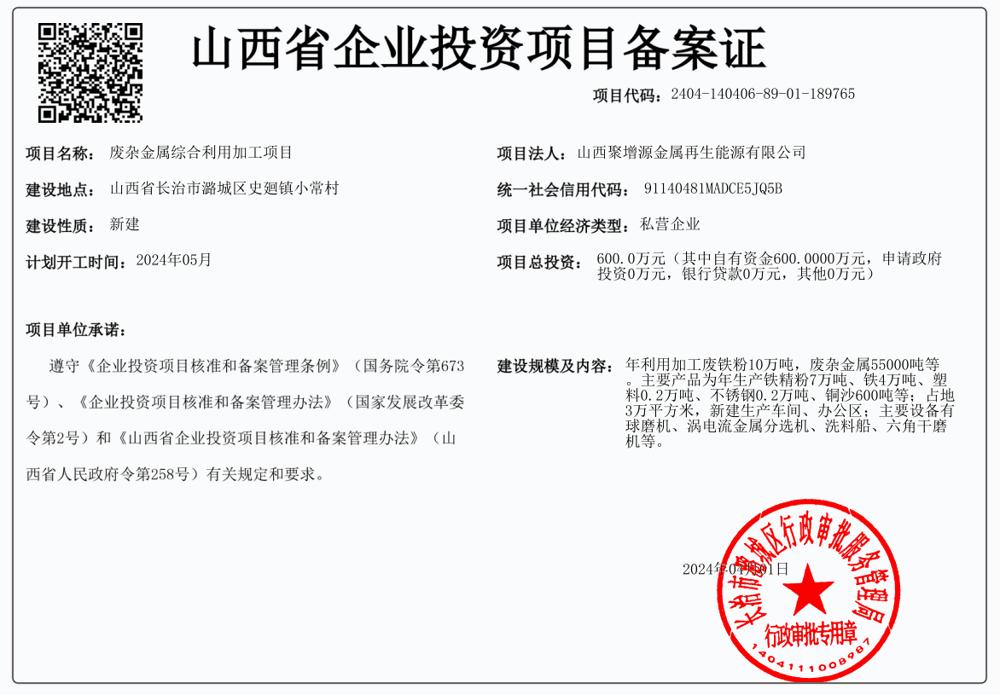 山西省企业投资项目备案证
项目代码：2404-140406-89-01-189765
项目名称：废杂金属综合利用加工项目
项目法人：山西聚增源金属再生能源有限公司
建设地点：山西省长治市潞城区史迴镇小常村
统一社会信用代码：91140481MADCE5JQ5B
建设性质：新建
项目单位经济类型：私营企业
计划开工时间：2024年05月
项目总投资：600.0万元（其中自有资金600.0000万元，申请政府
投资0万元，银行贷款0万元，其他0万元）
项目单位承诺：
遵守《企业投资项目核准和备案管理条例》（国务院令第673
号）、《企业投资项目核准和备案管理办法》（国家发展改革委
令第2号）和《山西省企业投资项目核准和备案管理办法》（山
西省人民政府令第258号）有关规定和要求。
建设规模及内容：年利用加工废铁粉10万吨，废杂金属55000吨等
。主要产品为年生产铁精粉7万吨、铁4万吨、塑
料0.2万吨、不锈钢0.2万吨、铜沙600吨等；占地
3万平方米，新建生产车间、办公区；主要设备有
球磨机、涡电流金属分选机、洗料船、六角干磨
机等。
长治市潞城区行政审批服务管理局
2024年04月01日
行政审批专用章
1404111008987